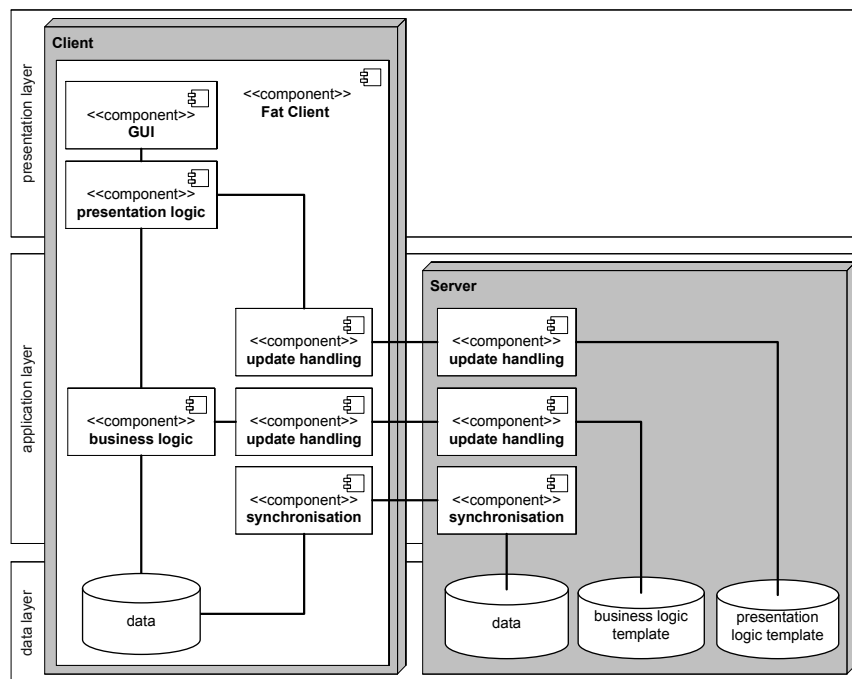 presentation layer
Client
<<component>>
Fat Client
<<component>>
GUI
<<component>>
presentation logic
application layer
Server
<<component>>
update handling
<<component>>
update handling
<<component>>
business logic
<<component>>
update handling
<<component>>
update handling
<<component>>
synchronisation
<<component>>
synchronisation
data layer
data
data
business logic
template
presentation
logic template